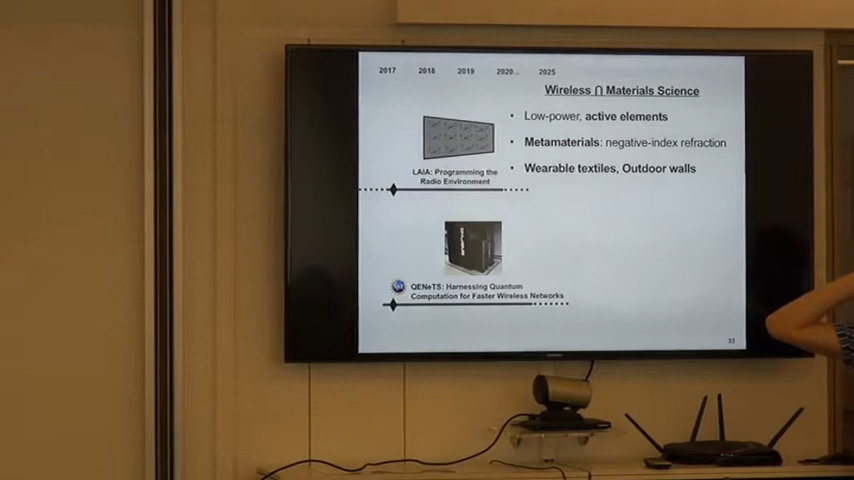 2017 2018 2019 2020... 2025
Wireless ⋂ Materials Science
• Low-power, active elements
• Metamaterials: negative-index refraction
• Wearable textiles, Outdoor walls
LAIA: Programming the
Radio Environment
QENeTS: Harnessing Quantum
Computation for Faster Wireless Networks
33